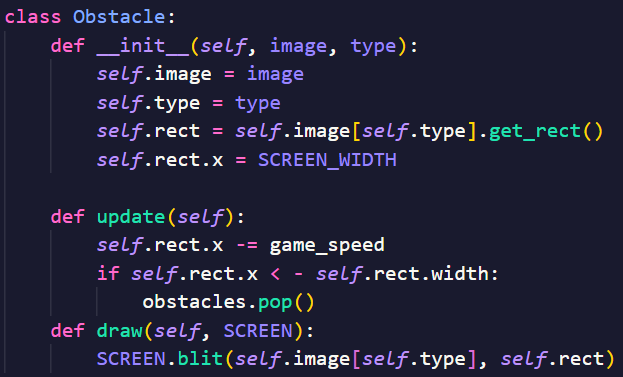 class Obstacle:
    def __init__(self, image, type):
        self.image = image
        self.type = type
        self.rect = self.image[self.type].get_rect()
        self.rect.x = SCREEN_WIDTH

    def update(self):
        self.rect.x -= game_speed
        if self.rect.x < - self.rect.width:
            obstacles.pop()
    def draw(self, SCREEN):
        SCREEN.blit(self.image[self.type], self.rect)